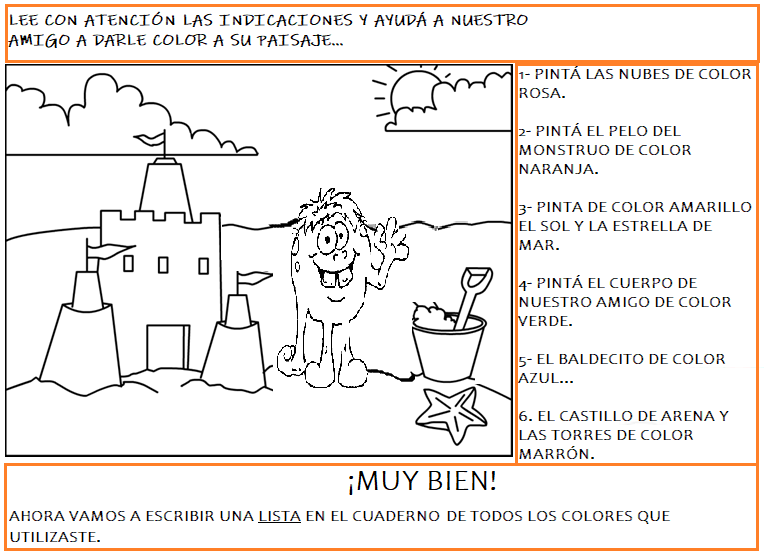 LEE CON ATENCIÓN LAS INDICACIONES Y AYUDÁ A NUESTRO
AMIGO A DARLE COLOR A SU PAISAJE...
1- PINTÁ LAS NUBES DE COLOR
ROSA.
2- PINTÁ EL PELO DEL
MONSTRUO DE COLOR
NARANJA.
3- PINTA DE COLOR AMARILLO
EL SOL Y LA ESTRELLA DE
MAR.
4- PINTÁ EL CUERPO DE
NUESTRO AMIGO DE COLOR
VERDE.
5- EL BALDECITO DE COLOR
AZUL...
6. EL CASTILLO DE ARENA Y
LAS TORRES DE COLOR
MARRÓN.
¡MUY BIEN!
AHORA VAMOS A ESCRIBIR UNA LISTA EN EL CUADERNO DE TODOS LOS COLORES QUE
UTILIZASTE.